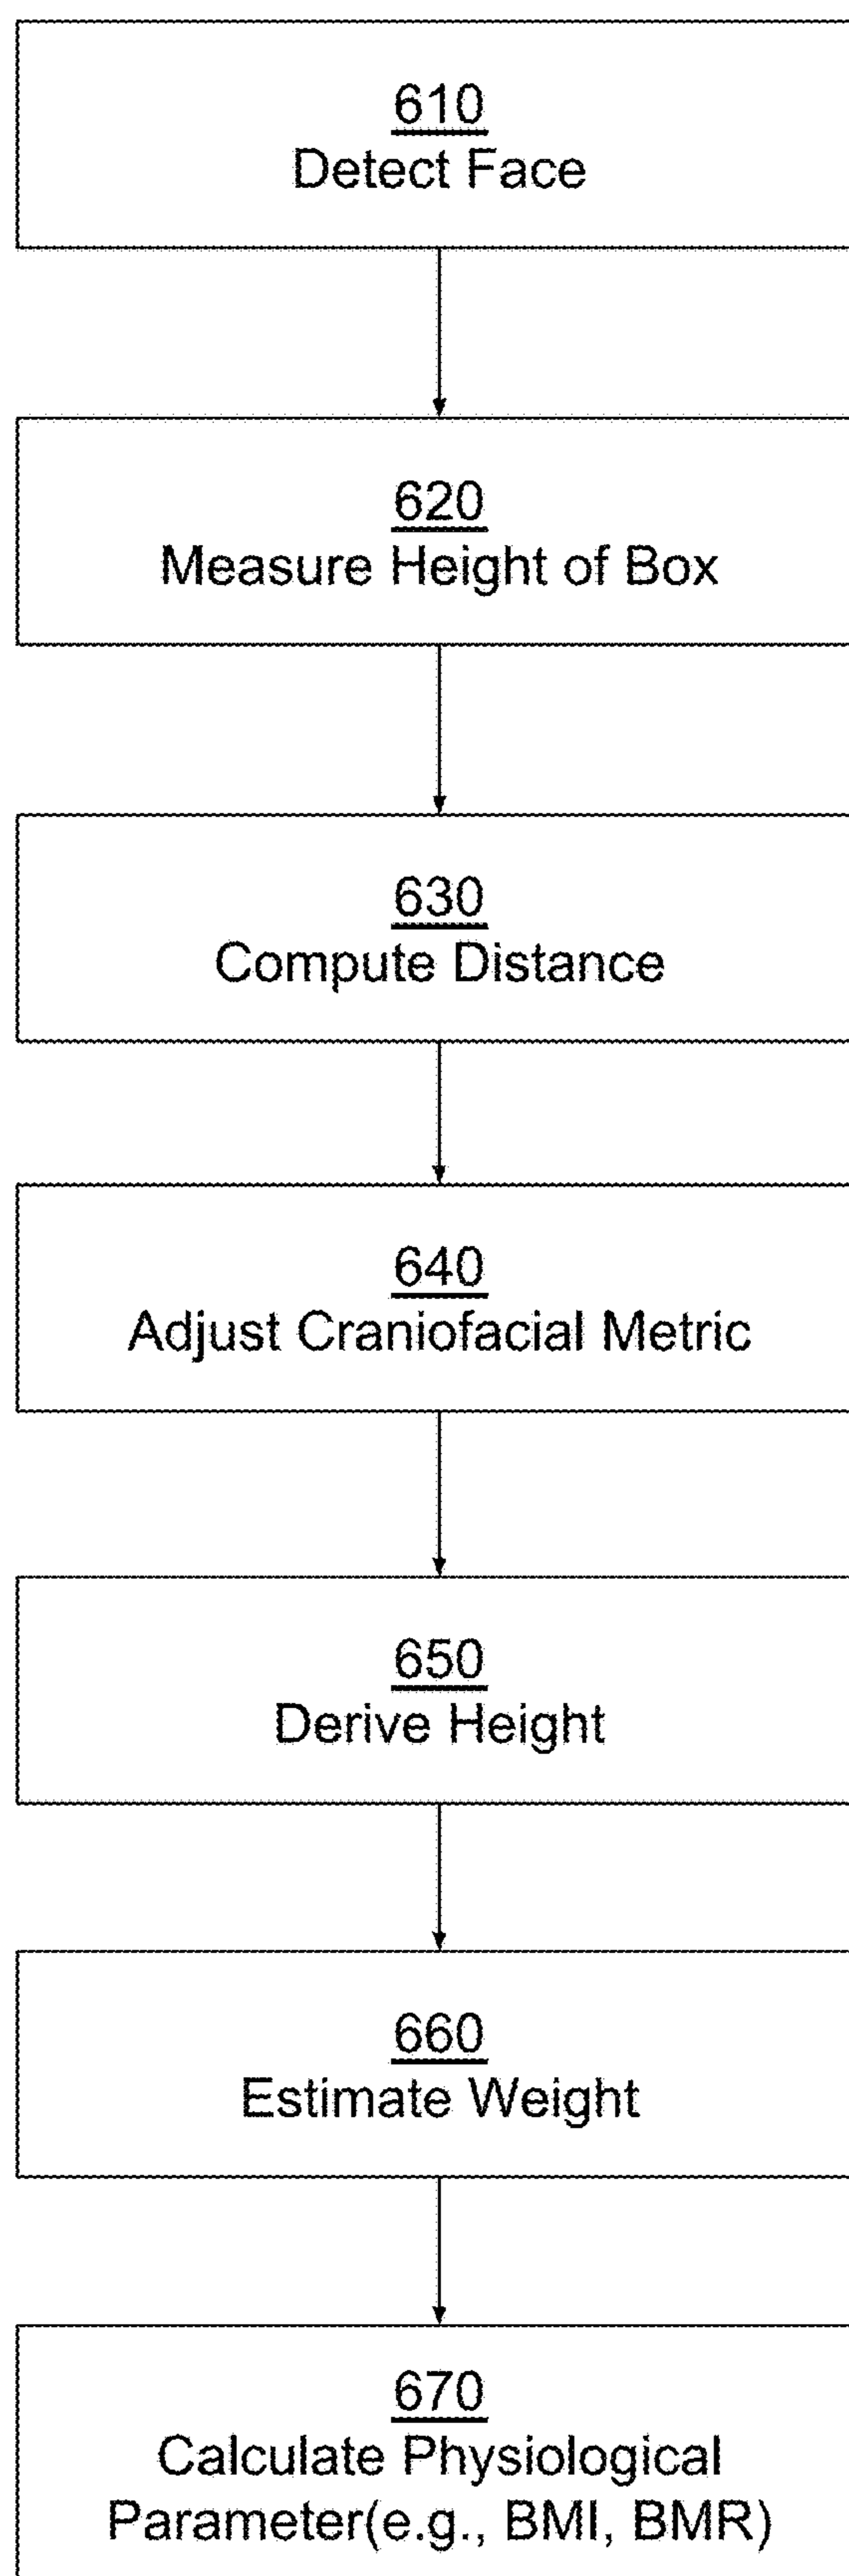 610
Detect Face
620
Measure Height of Box
630
Compute Distance
640
Adjust Craniofacial Metric
650
Derive Height
660
Estimate Weight
670
Calculate Physiological
Parameter(e.g., BMI, BMR)